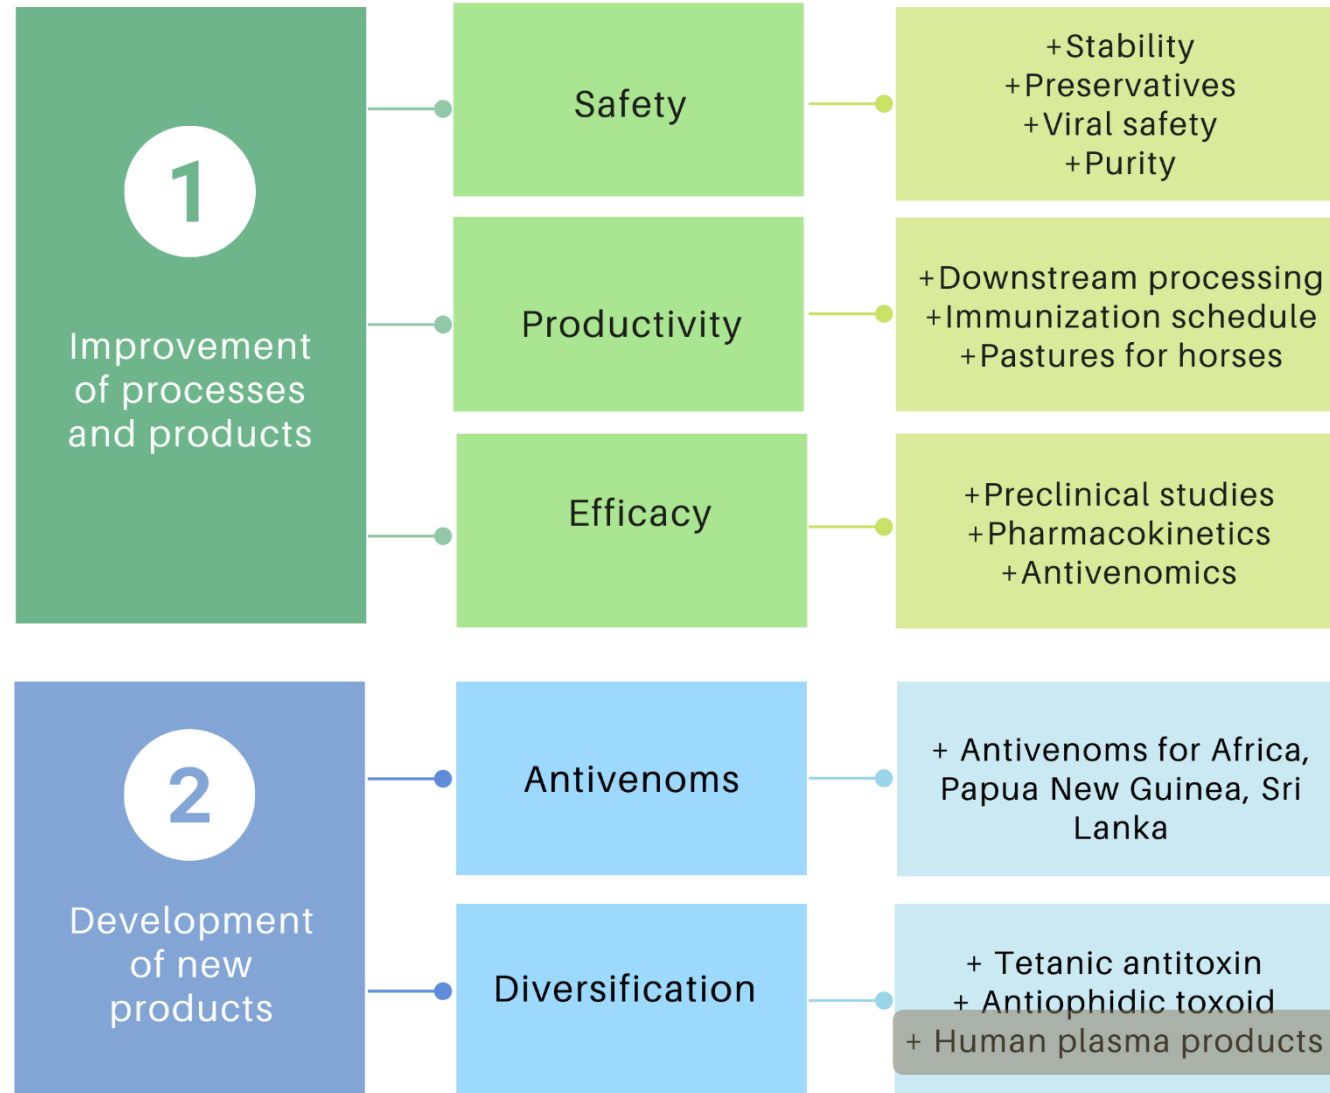 1
Improvement
of processes
and products
Safety
+Stability
+Preservatives
+Viral safety
+Purity
Productivity
+Downstream processing
+Immunization schedule
+Pastures for horses
Efficacy
+Preclinical studies
+Pharmacokinetics
+Antivenomics
2
Development
of new
products
Antivenoms
+ Antivenoms for Africa,
Papua New Guinea, Sri
Lanka
Diversification
+ Tetanic antitoxin
+ Antiophidic toxoid
+ Human plasma products